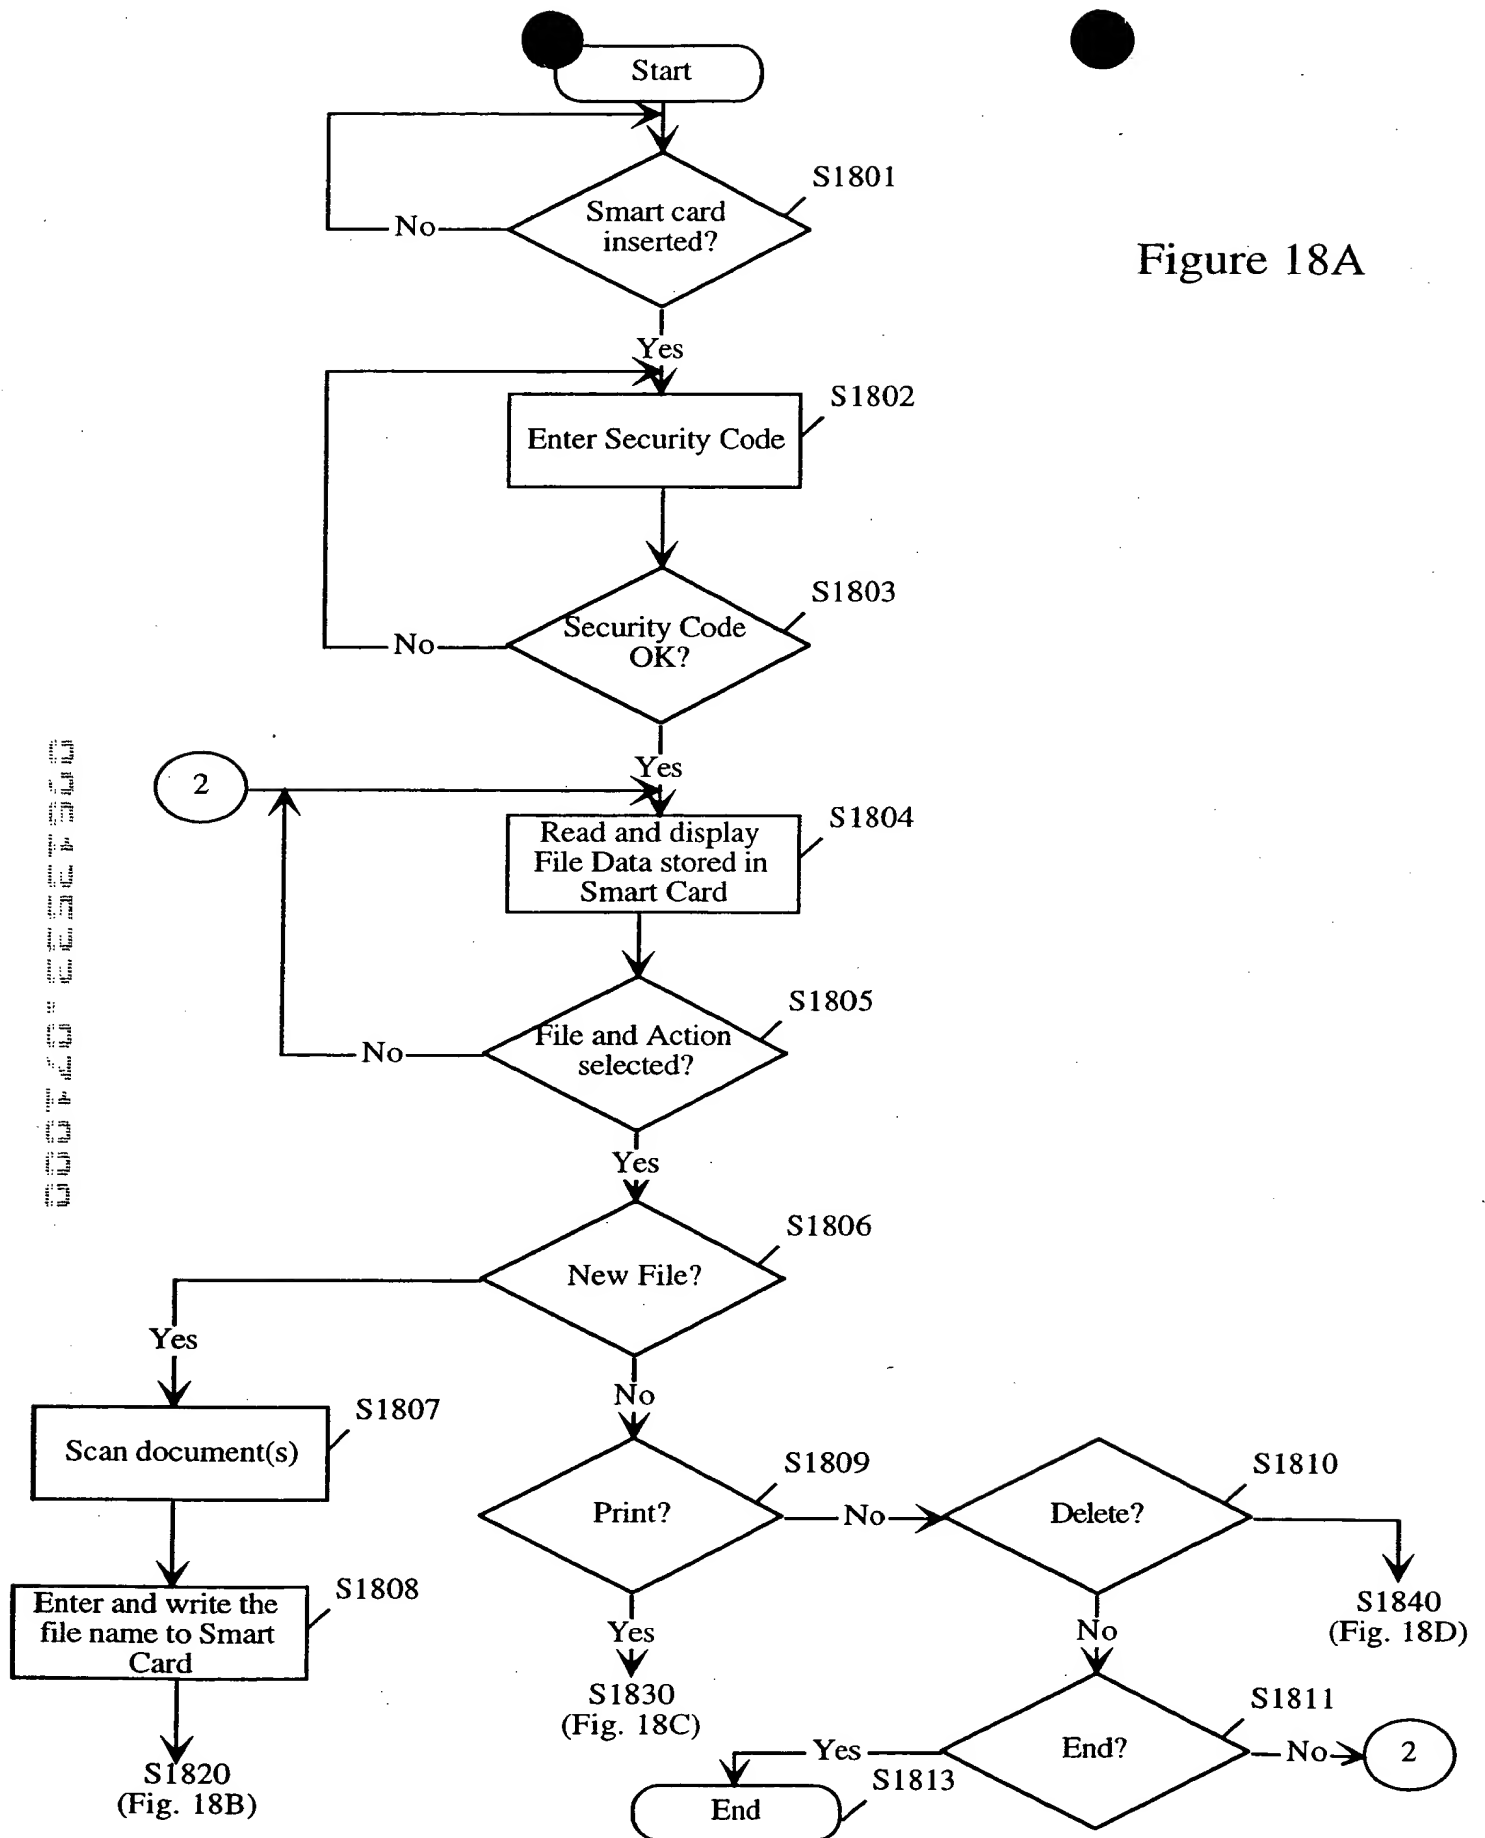 Start
S1801
Smart card
inserted?
No
Figure 18A
Yes
S1802
Enter Security Code
S1803
Security Code
OK?
No
Yes
2
S1804
Read and display
File Data stored in
Smart Card
S1805
File and Action
selected?
No
Yes
S1806
New File?
Yes
No
S1807
Scan document(s)
S1809
Print?
No
S1810
Delete?
S1808
Enter and write the
file name to Smart
Card
Yes
No
S1840
(Fig. 18D)
S1830
(Fig. 18C)
S1811
End?
No
2
Yes
S1813
End
S1820
(Fig. 18B)